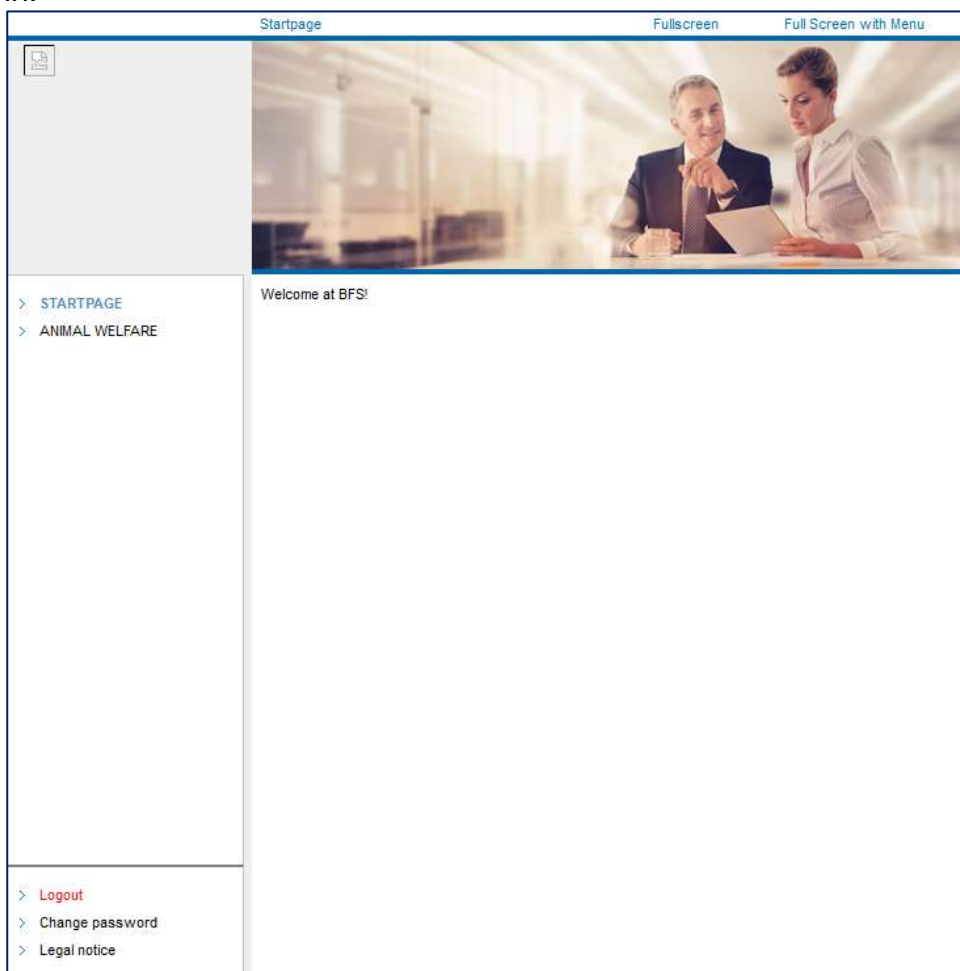 Startpage Fullscreen Full Screen with Menu
STARTPAGE
ANIMAL WELFARE
Welcome at BFS!
Logout
Change password
Legal notice